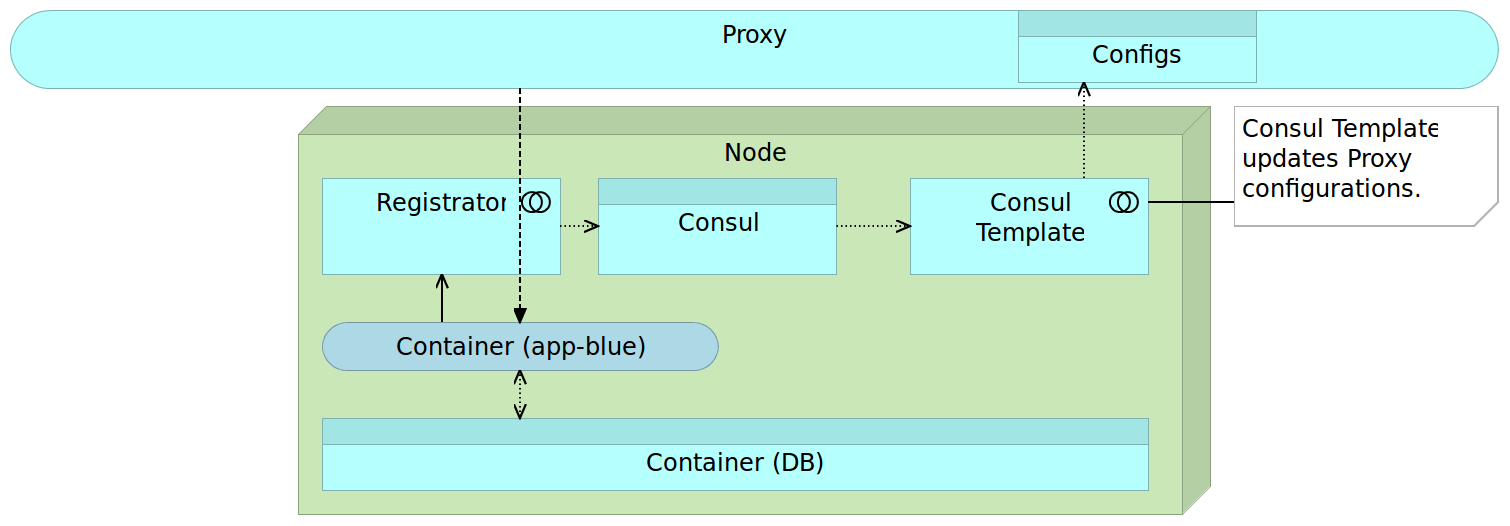 Proxy
Configs
Consul Template
updates Proxy
configurations.
Node
Registrator
Consul
Consul
Template
Container (app-blue)
Container (DB)